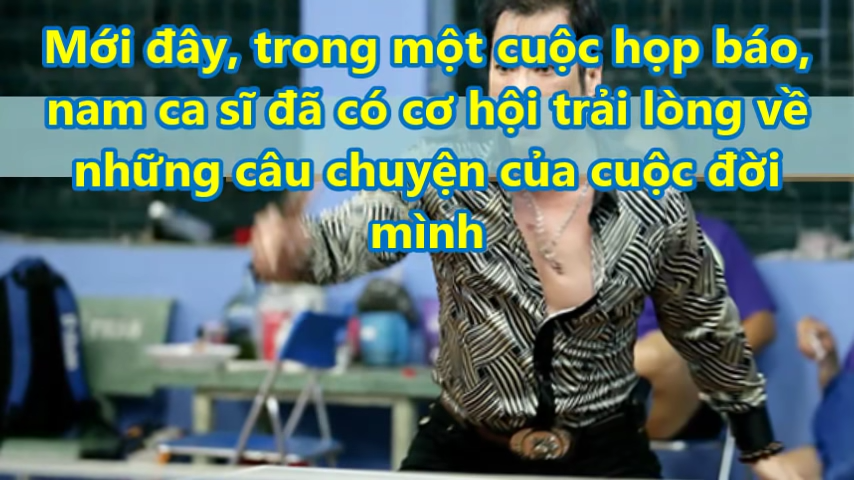 Mới đây, trong một cuộc họp báo,
nam ca sĩ đã có cơ hội trải lòng về
những câu chuyện của cuộc đời
mình